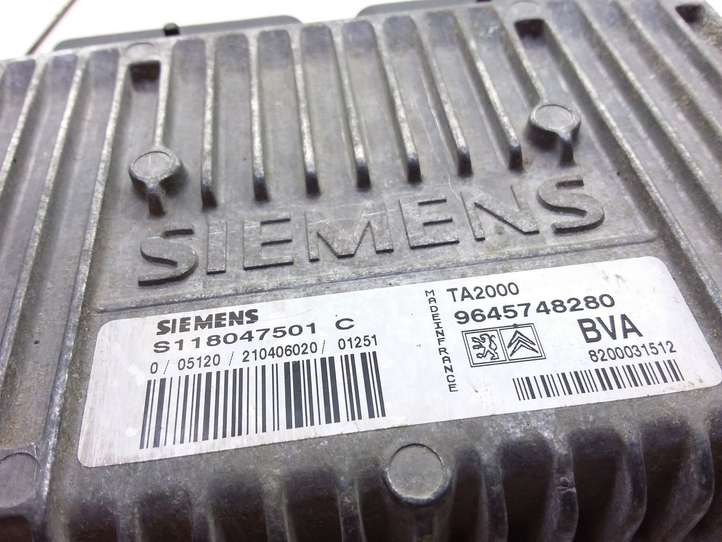 SIEMENS
SIEMENS
S118047501 C
0 / 05120 / 210406020 / 01251
MADE IN FRANCE
TA2000
9645748280
BVA
8200031512